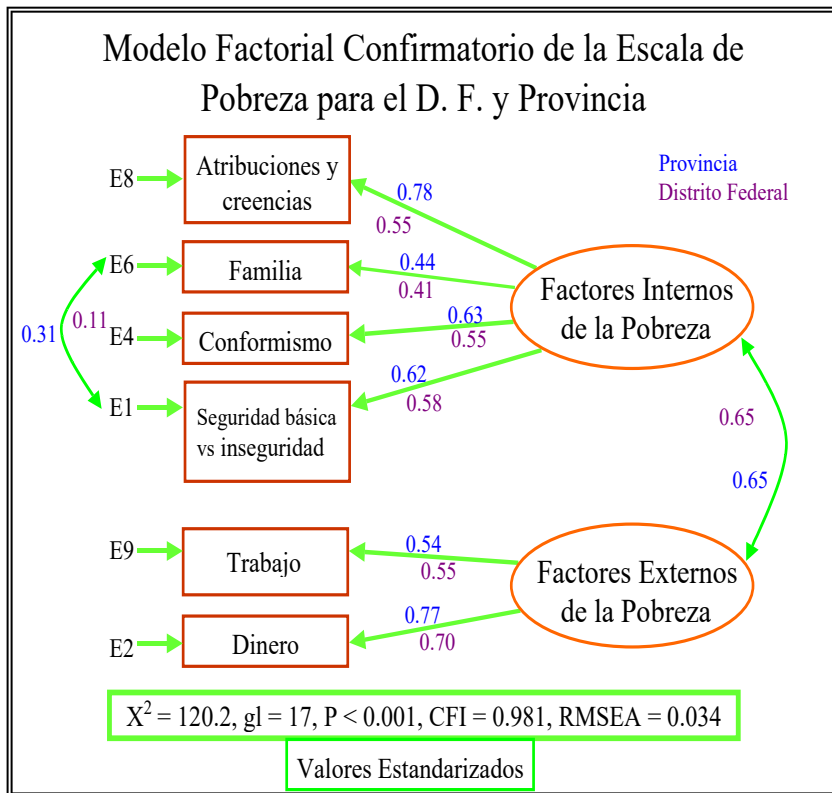 Modelo Factorial Confirmatorio de la Escala de
Pobreza para el D. F. y Provincia
Provincia
Distrito Federal
E8
Atribuciones y
creencias
0.78
0.55
E6
Familia
0.44
0.41
Factores Internos
de la Pobreza
0.31
0.11
E4
Conformismo
0.63
0.55
E1
Seguridad básica
vs inseguridad
0.62
0.58
0.65
0.65
E9
Trabajo
0.54
0.55
Factores Externos
de la Pobreza
E2
Dinero
0.77
0.70
X² = 120.2, gl = 17, P < 0.001, CFI = 0.981, RMSEA = 0.034
Valores Estandarizados